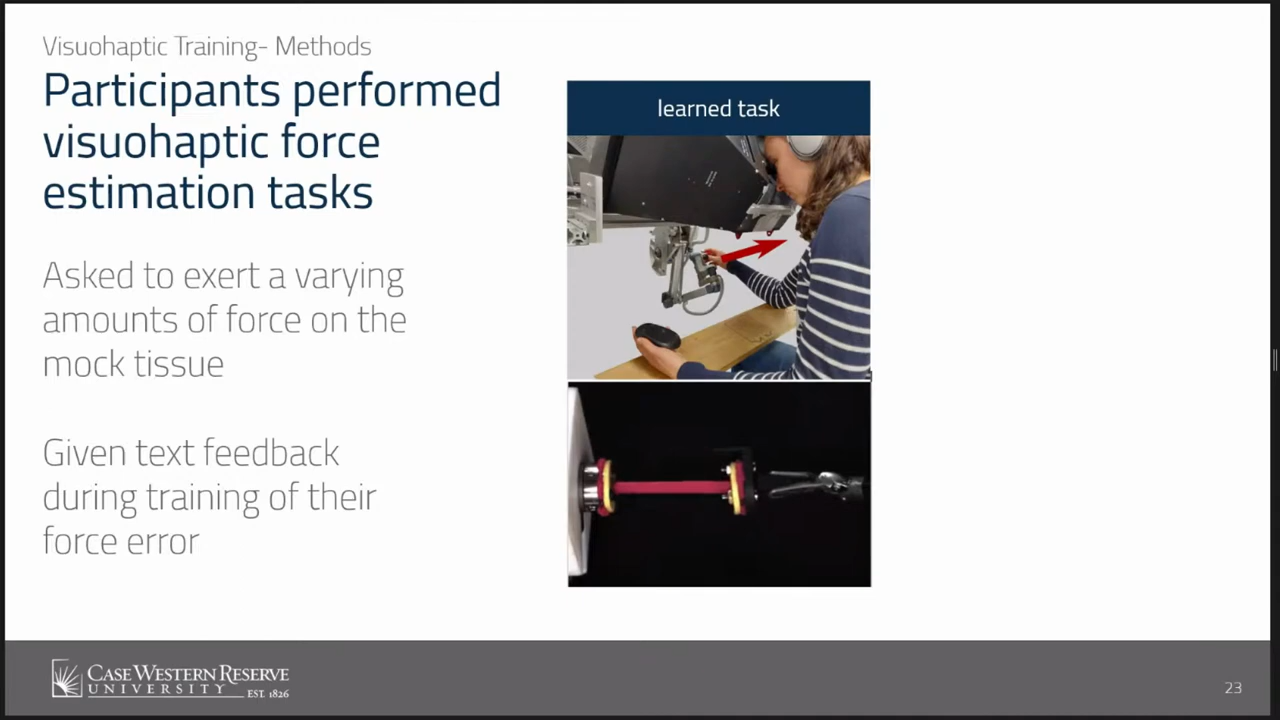 Visuohaptic Training- Methods
Participants performed
visuohaptic force
estimation tasks
Asked to exert a varying
amounts of force on the
mock tissue
Given text feedback
during training of their
force error
learned task
CASE WESTERN RESERVE
UNIVERSITY EST. 1826
23